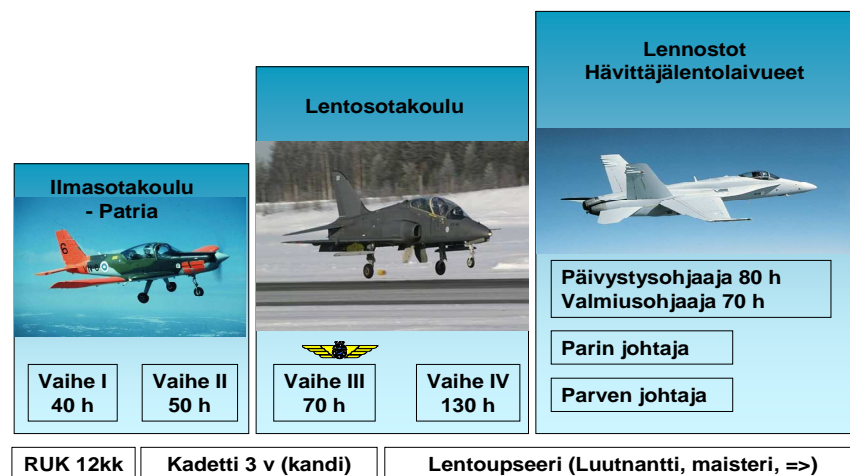 Ilmasotakoulu
- Patria
Vaihe I
40 h
Vaihe II
50 h
Lentosotakoulu
Vaihe III
70 h
Vaihe IV
130 h
Lennostot
Hävittäjälentolaivueet
Päivystysohjaaja 80 h
Valmiusohjaaja 70 h
Parin johtaja
Parven johtaja
RUK 12kk
Kadetti 3 v (kandi)
Lentoupseeri (Luutnantti, maisteri, =>)
6